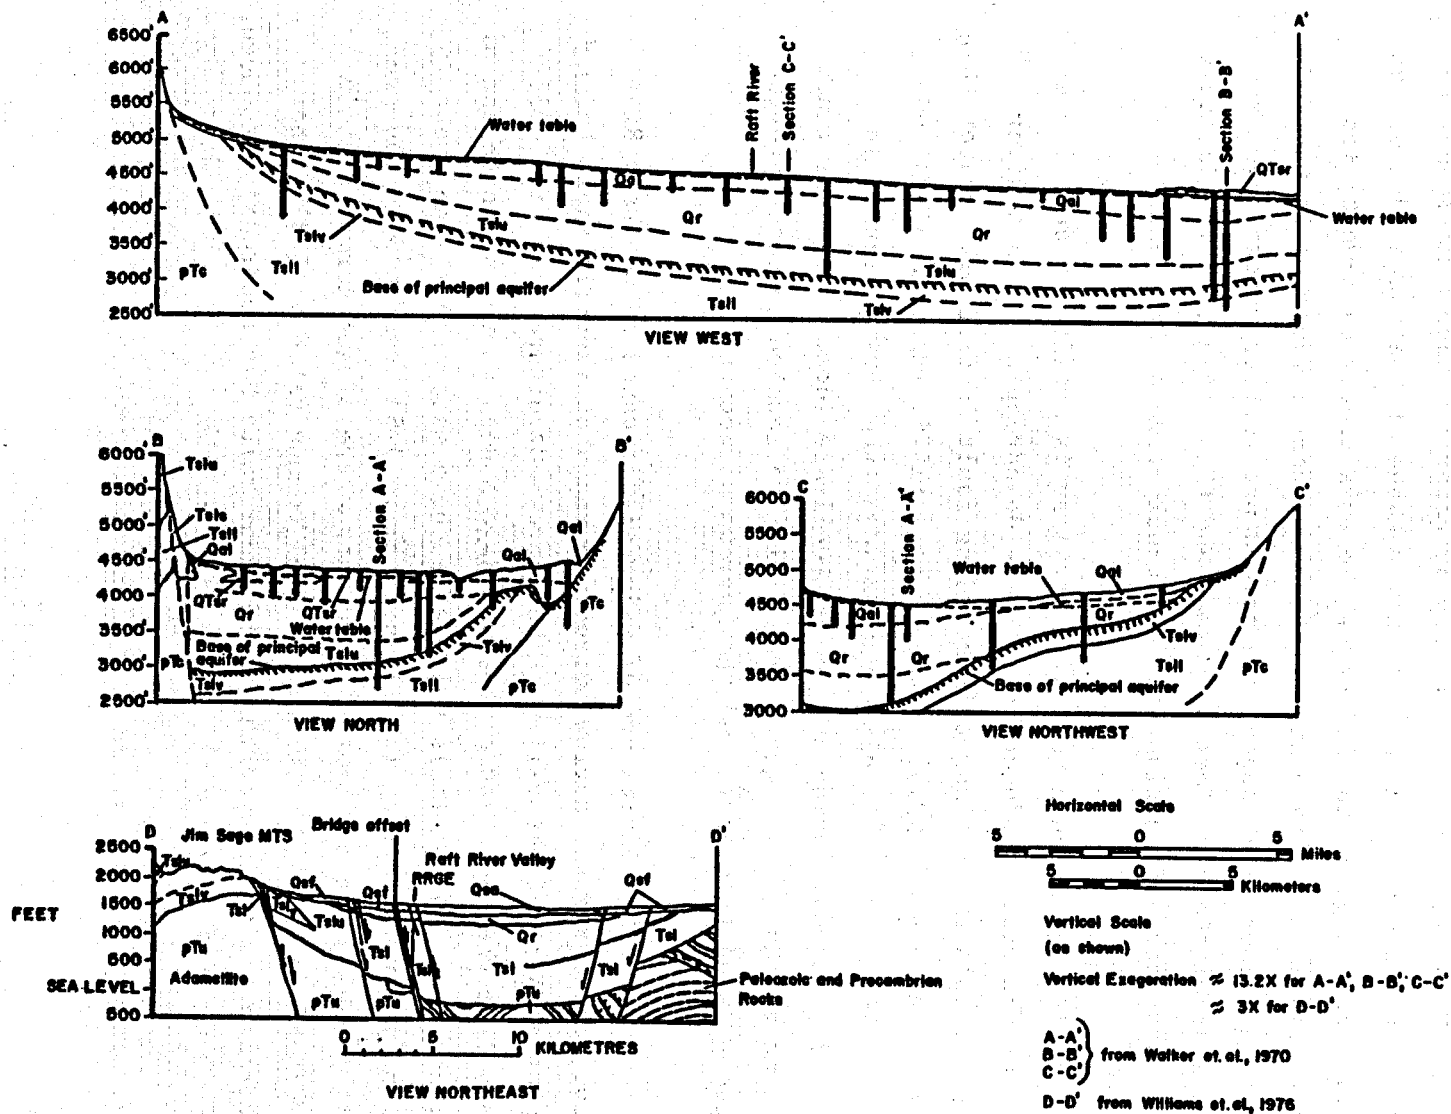 A
A'
6500'
6000'
5500'
5000'
4500'
4000'
3500'
3000'
2500'
Water table
Raft River
Section C-C'
Section B-B'
QTsr
Water table
Qal
Qal
Qr
Qr
Tslv
Tslu
Tslu
pTc
Tsll
Base of principal aquifer
Tsll
Tslv
VIEW WEST
B
B'
6000'
5500'
5000'
4500'
4000'
3500'
3000'
2500'
Tslu
Tsls
Tsll
Qal
Section A-A'
Qal
Qal
QTsr
QTsr
Qr
Water table
Base of principal
aquifer
Tslu
Tslv
Tslv
Tsll
pTc
pTc
pTc
VIEW NORTH
C
C'
6000
5500
5000
4500
4000
3500
3000
Section A-A'
Water table
Qal
Qal
Qr
Qr
Qr
Tslv
Tsll
pTc
Base of principal aquifer
VIEW NORTHWEST
D
Jim Sage MTS
Bridge offset
D'
2500
2000
1500
1000
500
SEA-LEVEL
500
FEET
Raft River Valley
RRGE
Tslu
Tslv
Qsf
Qsf
Qsa
Qsf
Tsl
Tslu
Qr
Tsl
Tsl
Tsl
Tsl
pTu
Adamellite
pTu
pTu
pTu
Paleozoic and Precambrian
Rocks
0 5 10 KILOMETRES
VIEW NORTHEAST
Horizontal Scale
5 0 5
Miles
5 0 5
Kilometers
Vertical Scale
(as shown)
Vertical Exageration ≈ 13.2X for A-A', B-B', C-C'
≈ 3X for D-D'
A-A'
B-B' from Walker et. al., 1970
C-C'
D-D' from Williams et. al., 1976